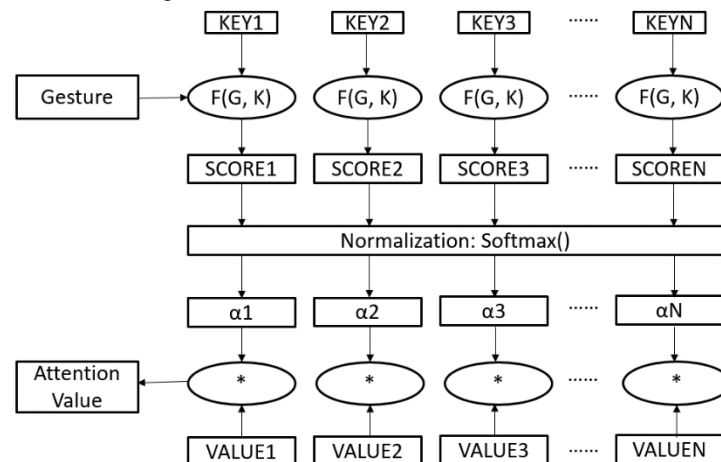 KEY1 KEY2 KEY3 ······ KEYN
Gesture F(G, K) F(G, K) F(G, K) ······ F(G, K)
SCORE1 SCORE2 SCORE3 ······ SCOREN
Normalization: Softmax()
α1 α2 α3 ······ αN
Attention
Value
* * * ······ *
VALUE1 VALUE2 VALUE3 ······ VALUEN